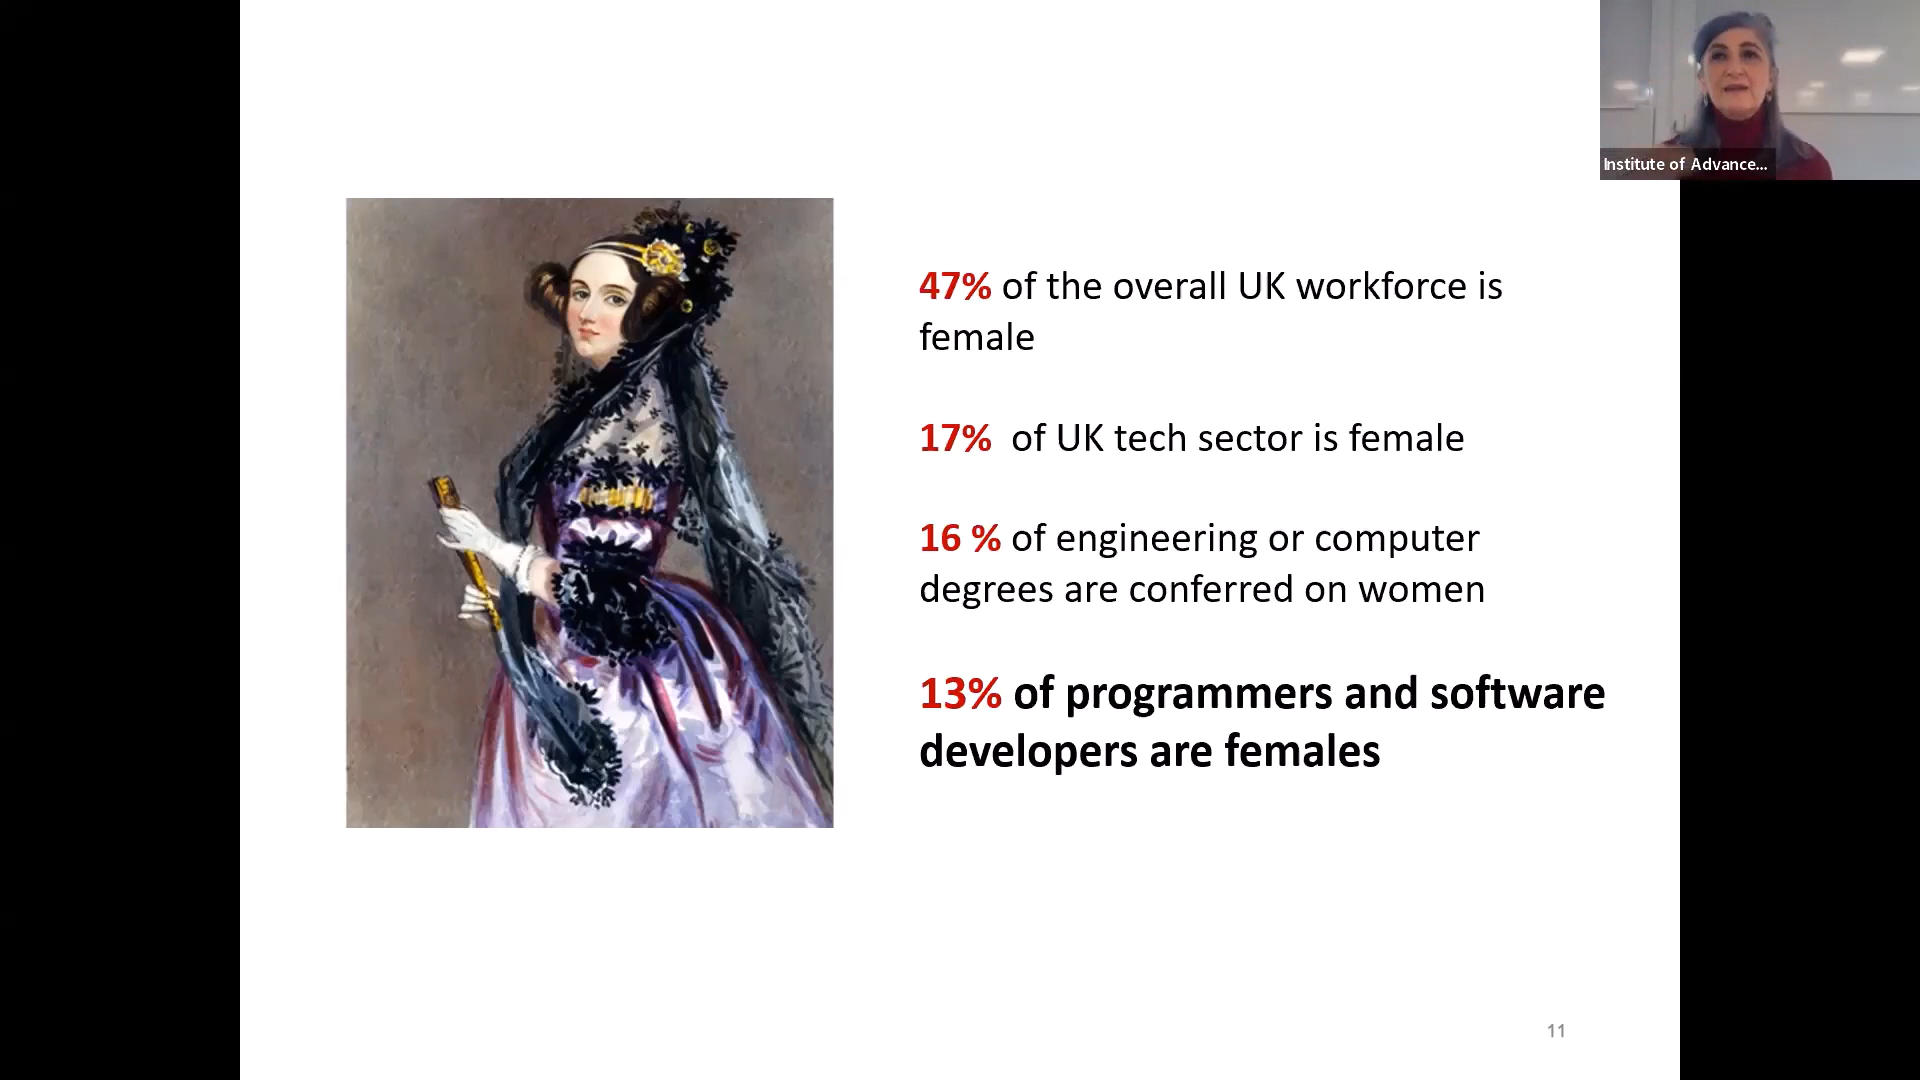 Institute of Advance...
47% of the overall UK workforce is
female
17% of UK tech sector is female
16 % of engineering or computer
degrees are conferred on women
13% of programmers and software
developers are females
11